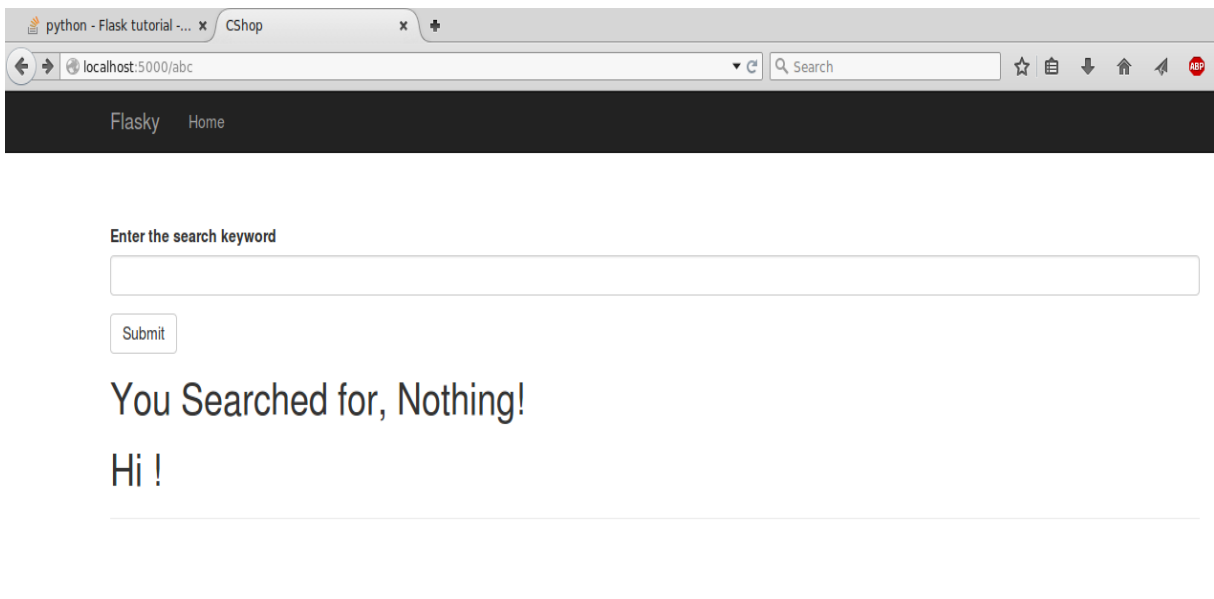 python - Flask tutorial -... CShop
localhost:5000/abc Search ABP
Flasky Home
Enter the search keyword
Submit
You Searched for, Nothing!
Hi !